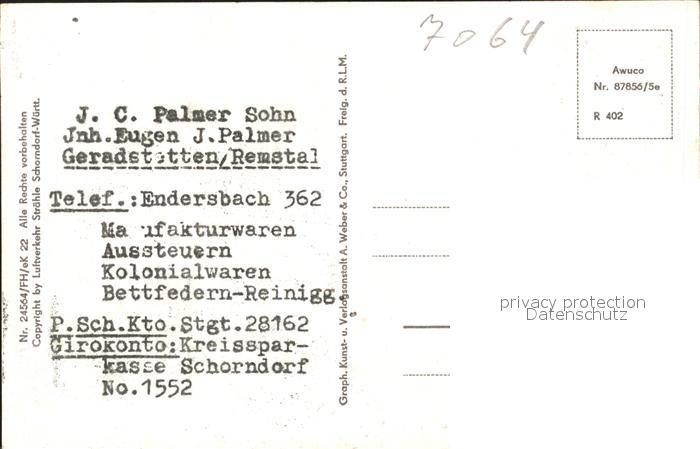 7064
Awuco
Nr. 87856/5e
R 402
Nr. 24564/FH/eK 22 Alle Rechte vorbehalten
Copyright by Luftverkehr Strähle Schorndorf-Württ.
J. C. Palmer Sohn
Jnh.Eugen J.Palmer
Geradstetten/Remstal
Telef.:Endersbach 362
Ma ufakturwaren
Aussteuern
Kolonialwaren
Bettfedern-Reinigg.
P.Sch.Kto.Stgt.28162
Girokonto:Kreisspar-
kasse Schorndorf
No.1552
Graph. Kunst- u. Verlagsanstalt A. Weber & Co., Stuttgart. Freig. d. R.L.M.
privacy protection
Datenschutz